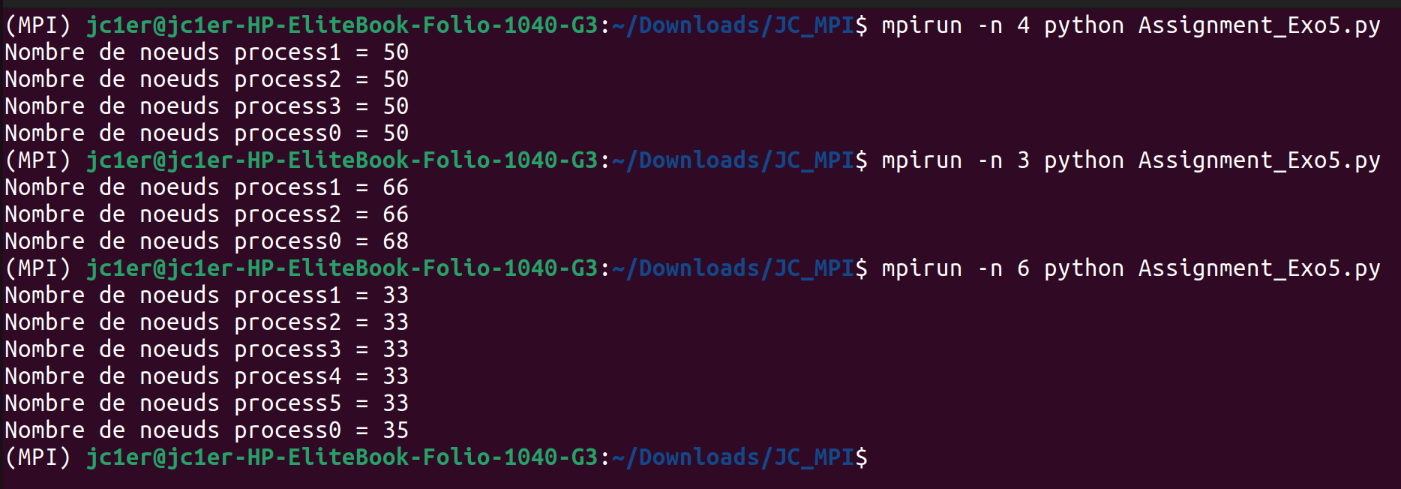 (MPI) jc1er@jc1er-HP-EliteBook-Folio-1040-G3:~/Downloads/JC_MPI$ mpirun -n 4 python Assignment_Exo5.py
Nombre de noeuds process1 = 50
Nombre de noeuds process2 = 50
Nombre de noeuds process3 = 50
Nombre de noeuds process0 = 50
(MPI) jc1er@jc1er-HP-EliteBook-Folio-1040-G3:~/Downloads/JC_MPI$ mpirun -n 3 python Assignment_Exo5.py
Nombre de noeuds process1 = 66
Nombre de noeuds process2 = 66
Nombre de noeuds process0 = 68
(MPI) jc1er@jc1er-HP-EliteBook-Folio-1040-G3:~/Downloads/JC_MPI$ mpirun -n 6 python Assignment_Exo5.py
Nombre de noeuds process1 = 33
Nombre de noeuds process2 = 33
Nombre de noeuds process3 = 33
Nombre de noeuds process4 = 33
Nombre de noeuds process5 = 33
Nombre de noeuds process0 = 35
(MPI) jc1er@jc1er-HP-EliteBook-Folio-1040-G3:~/Downloads/JC_MPI$